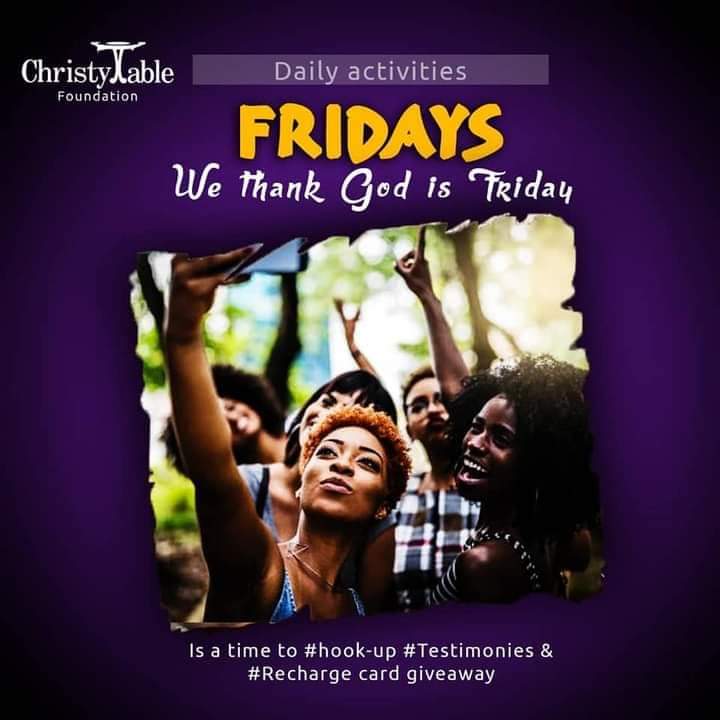 ChristyTable
Foundation
Daily activities
FRIDAYS
We thank God is Friday
Is a time to #hook-up #Testimonies &
#Recharge card giveaway